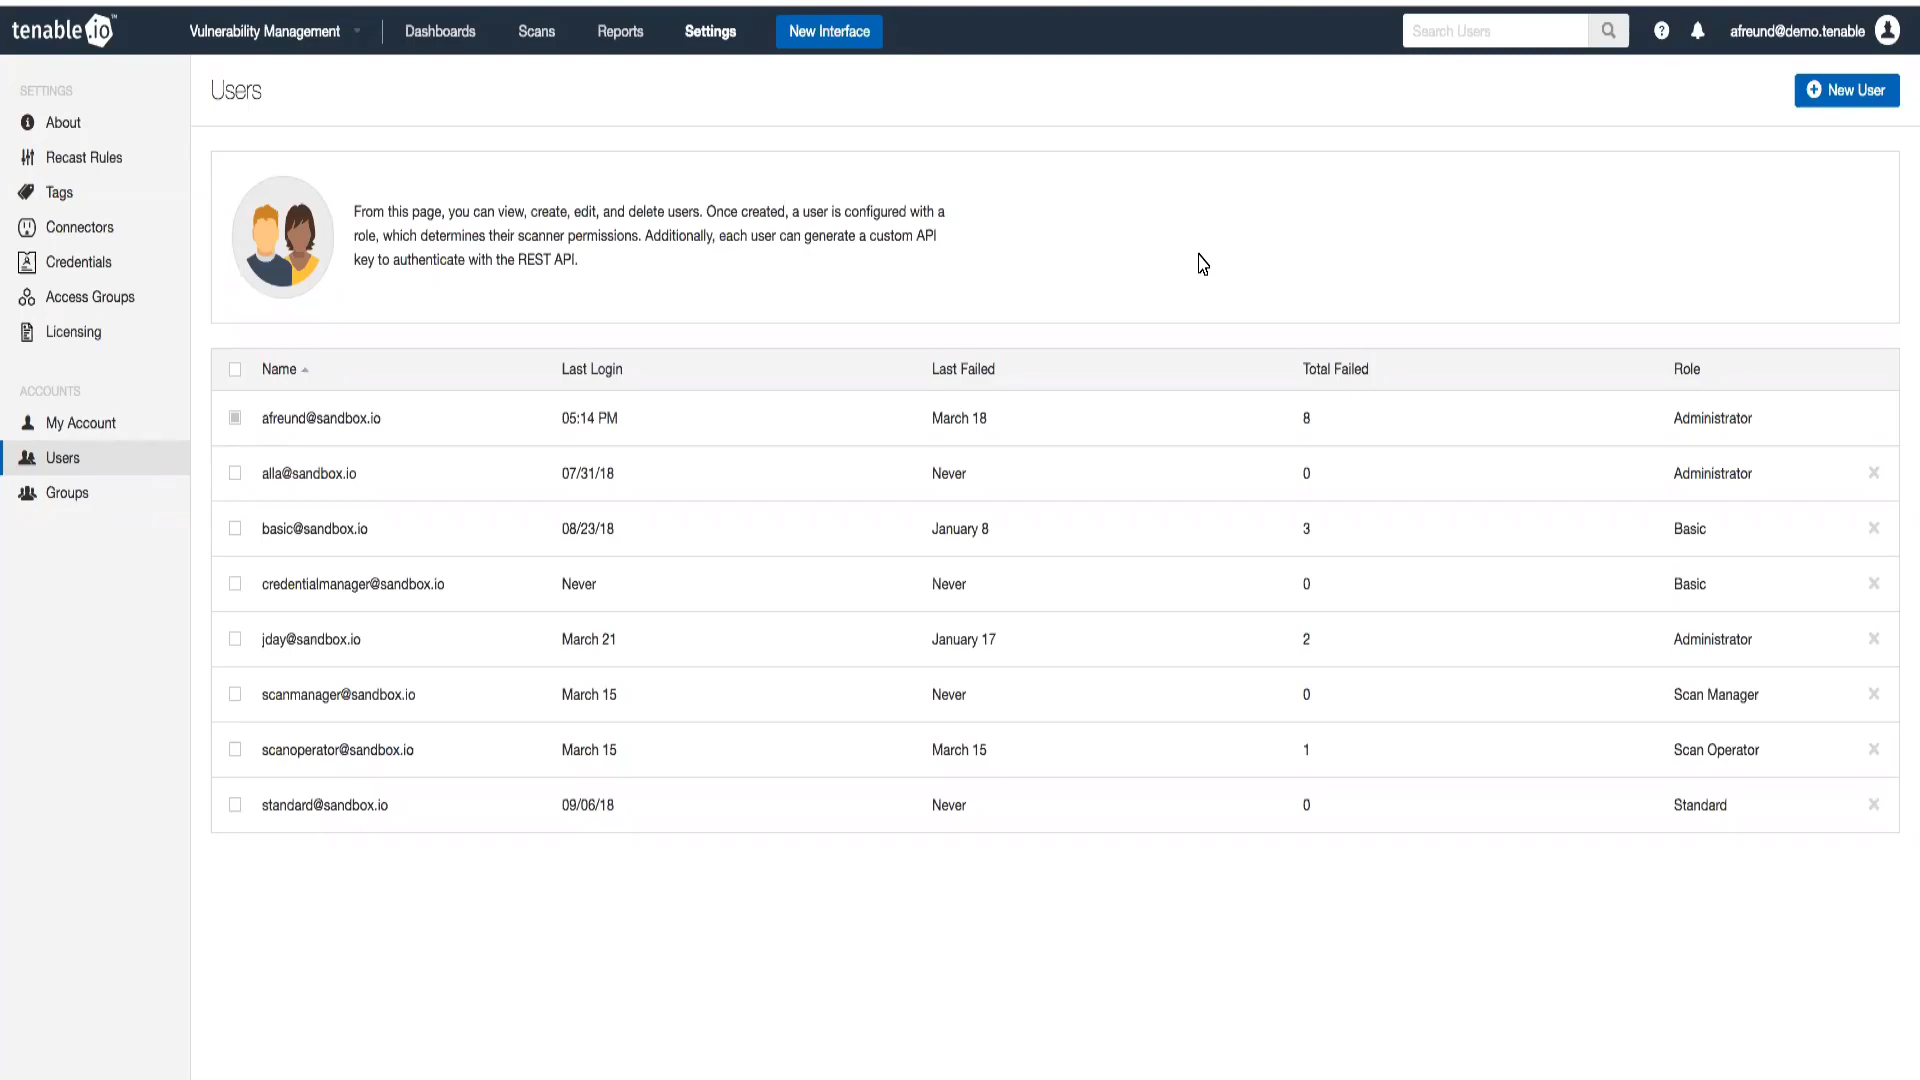 tenable.io™
Vulnerability Management
Dashboards
Scans
Reports
Settings
New Interface
Search Users
afreund@demo.tenable
SETTINGS
About
Recast Rules
Tags
Connectors
Credentials
Access Groups
Licensing
ACCOUNTS
My Account
Users
Groups
Users
New User
From this page, you can view, create, edit, and delete users. Once created, a user is configured with a
role, which determines their scanner permissions. Additionally, each user can generate a custom API
key to authenticate with the REST API.
Name Last Login Last Failed Total Failed Role
afreund@sandbox.io 05:14 PM March 18 8 Administrator
alla@sandbox.io 07/31/18 Never 0 Administrator
basic@sandbox.io 08/23/18 January 8 3 Basic
credentialmanager@sandbox.io Never Never 0 Basic
jday@sandbox.io March 21 January 17 2 Administrator
scanmanager@sandbox.io March 15 Never 0 Scan Manager
scanoperator@sandbox.io March 15 March 15 1 Scan Operator
standard@sandbox.io 09/06/18 Never 0 Standard